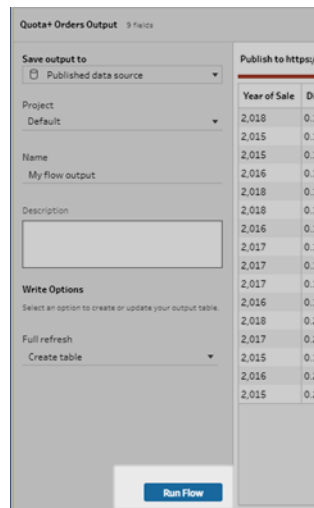 Quota+ Orders Output 9 fields
Save output to
Published data source
Project
Default
Name
My flow output
Description
Write Options
Select an option to create or update your output table.
Full refresh
Create table
Run Flow
Publish to https:/
Year of Sale
2,018
2,015
2,015
2,016
2,018
2,018
2,016
2,017
2,017
2,017
2,016
2,018
2,017
2,015
2,016
2,015